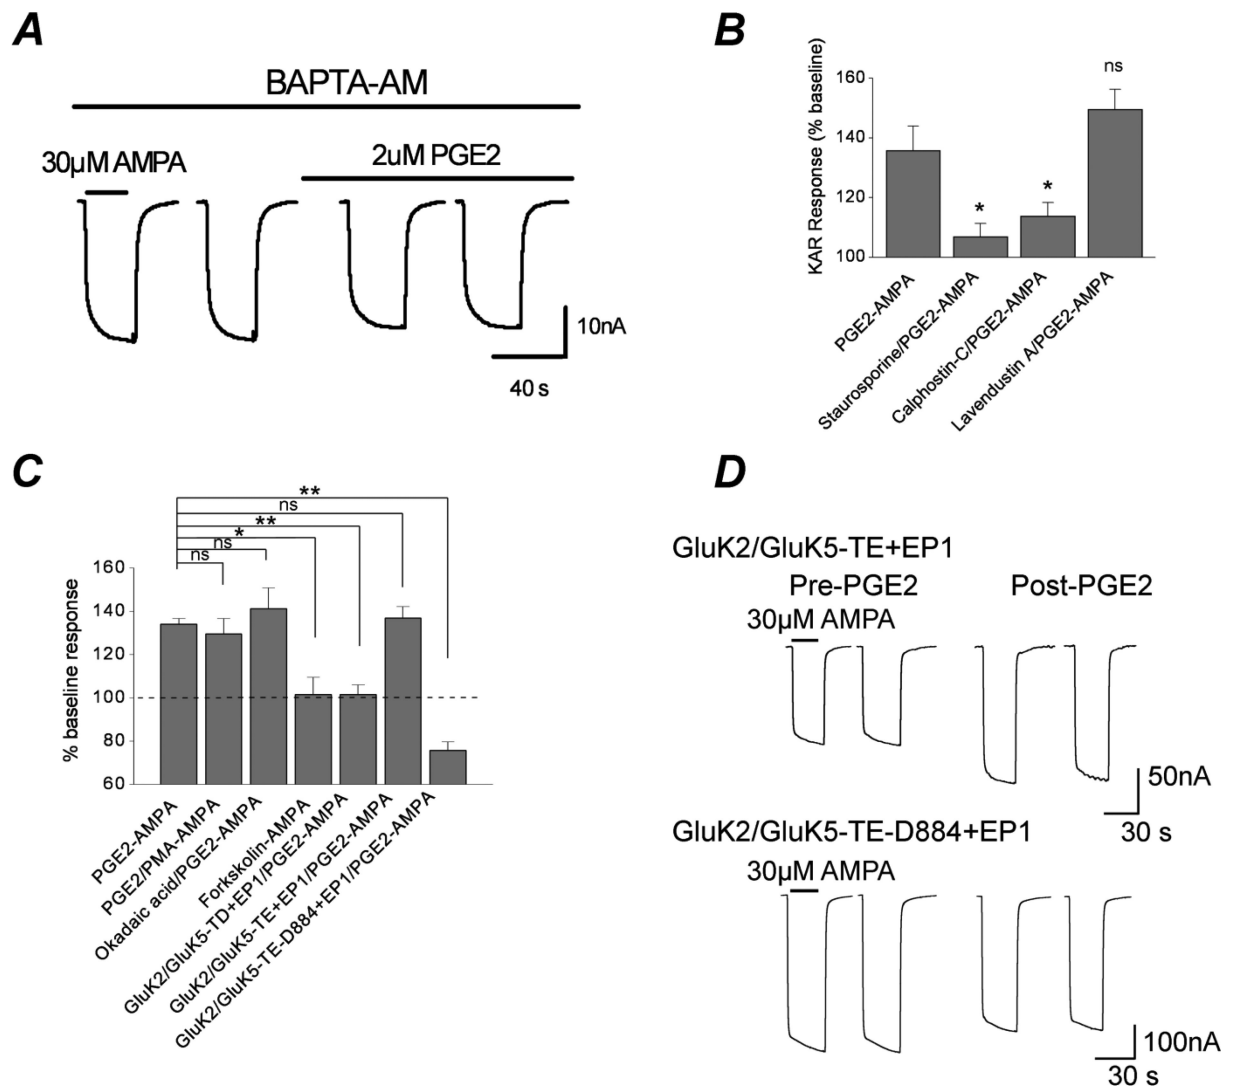 A
BAPTA-AM
30µM AMPA
2uM PGE2
10nA
40 s
B
KAR Response (% baseline)
160
140
120
100
*
*
ns
PGE2-AMPA
Staurosporine/PGE2-AMPA
Calphostin-C/PGE2-AMPA
Lavendustin A/PGE2-AMPA
C
**
ns
**
*
ns
ns
% baseline response
160
140
120
100
80
60
PGE2-AMPA
PGE2/PMA-AMPA
Okadaic acid/PGE2-AMPA
Forkskolin-AMPA
GluK2/GluK5-TD+EP1/PGE2-AMPA
GluK2/GluK5-TE+EP1/PGE2-AMPA
GluK2/GluK5-TE-D884+EP1/PGE2-AMPA
D
GluK2/GluK5-TE+EP1
Pre-PGE2
Post-PGE2
30µM AMPA
50nA
30 s
GluK2/GluK5-TE-D884+EP1
30µM AMPA
100nA
30 s